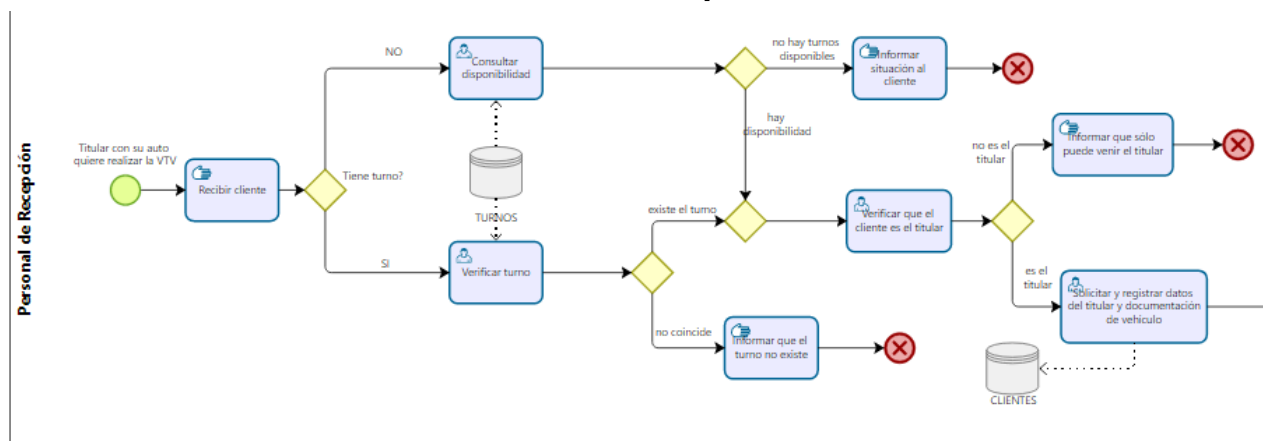 Personal de Recepción
Titular con su auto
quiere realizar la VTV
Recibir cliente
Tiene turno?
NO
Consultar
disponibilidad
no hay turnos
disponibles
Informar
situación al
cliente
hay
disponibilidad
TURNOS
SI
Verificar turno
existe el turno
no coincide
Informar que el
turno no existe
Verificar que el
cliente es el titular
no es el
titular
Informar que sólo
puede venir el titular
es el
titular
Solicitar y registrar datos
del titular y documentación
de vehiculo
CLIENTES